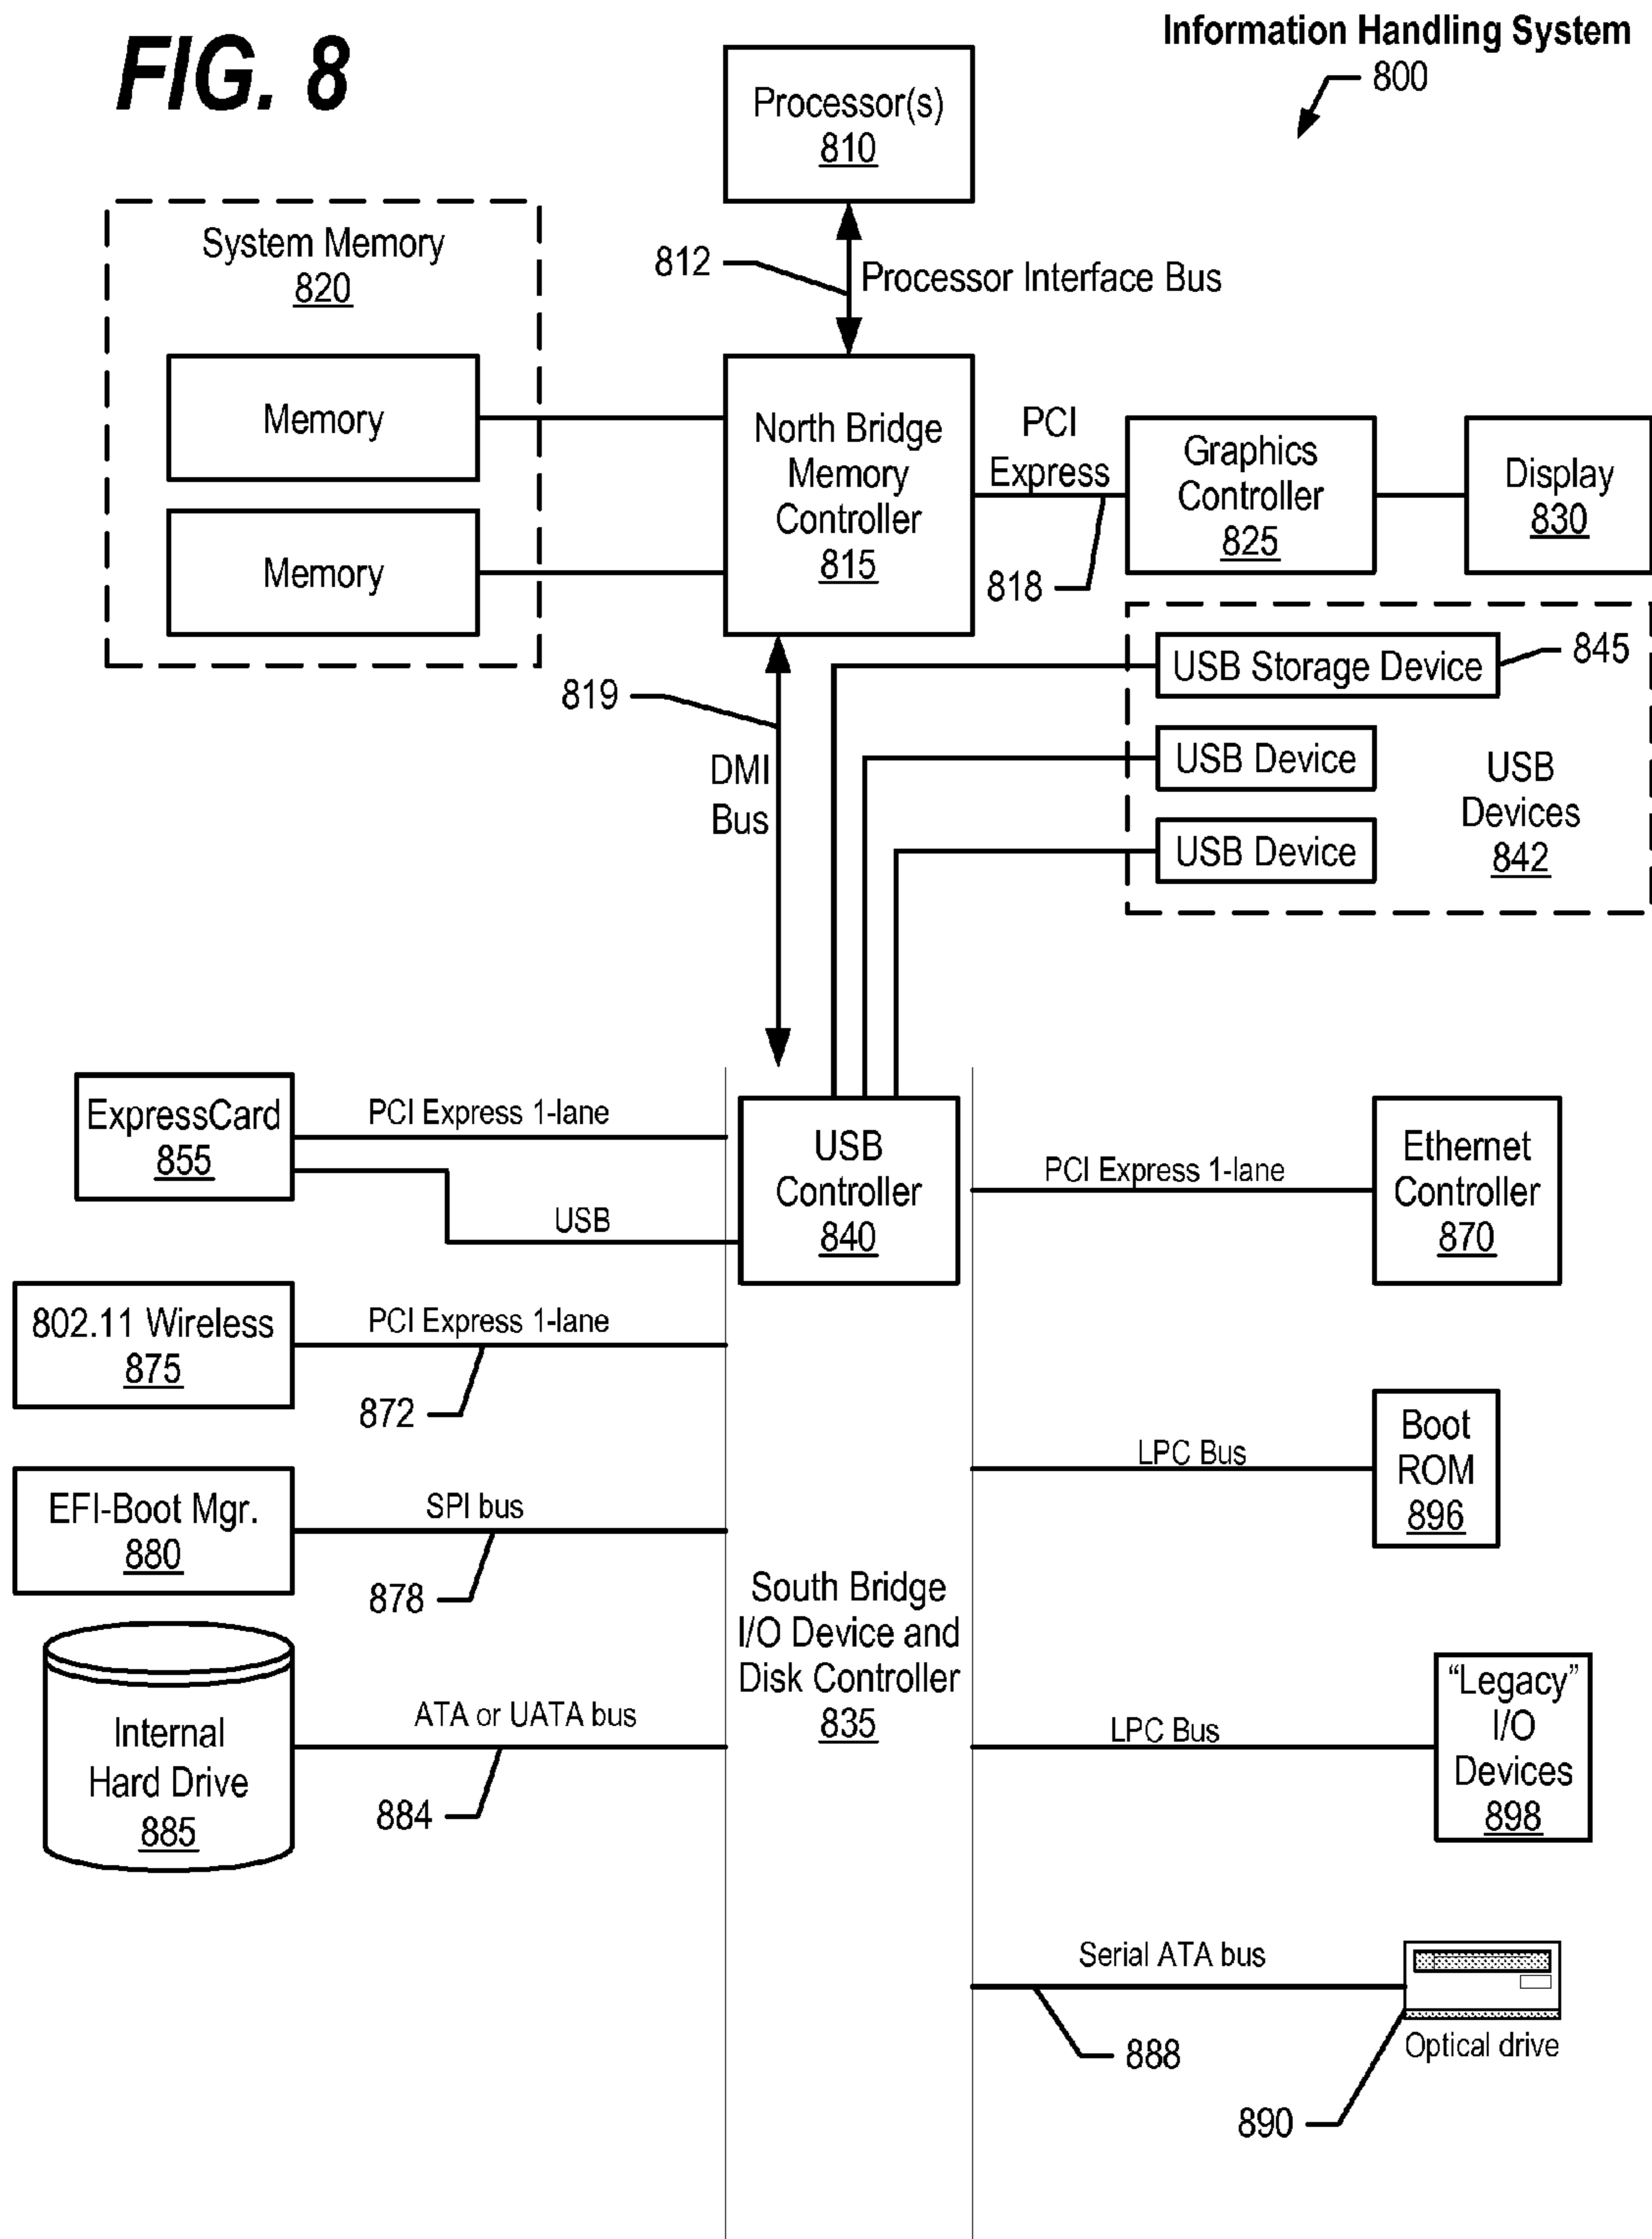 FIG. 8
Information Handling System
800
Processor(s)
810
System Memory
820
812
Processor Interface Bus
Memory
Memory
North Bridge
Memory
Controller
815
PCI
Express
818
Graphics
Controller
825
Display
830
819
DMI
Bus
USB Storage Device
845
USB Device
USB Device
USB
Devices
842
ExpressCard
855
PCI Express 1-lane
USB
USB
Controller
840
PCI Express 1-lane
Ethernet
Controller
870
802.11 Wireless
875
PCI Express 1-lane
872
LPC Bus
Boot
ROM
896
EFI-Boot Mgr.
880
SPI bus
878
South Bridge
I/O Device and
Disk Controller
835
Internal
Hard Drive
885
ATA or UATA bus
884
LPC Bus
“Legacy”
I/O
Devices
898
Serial ATA bus
888
Optical drive
890